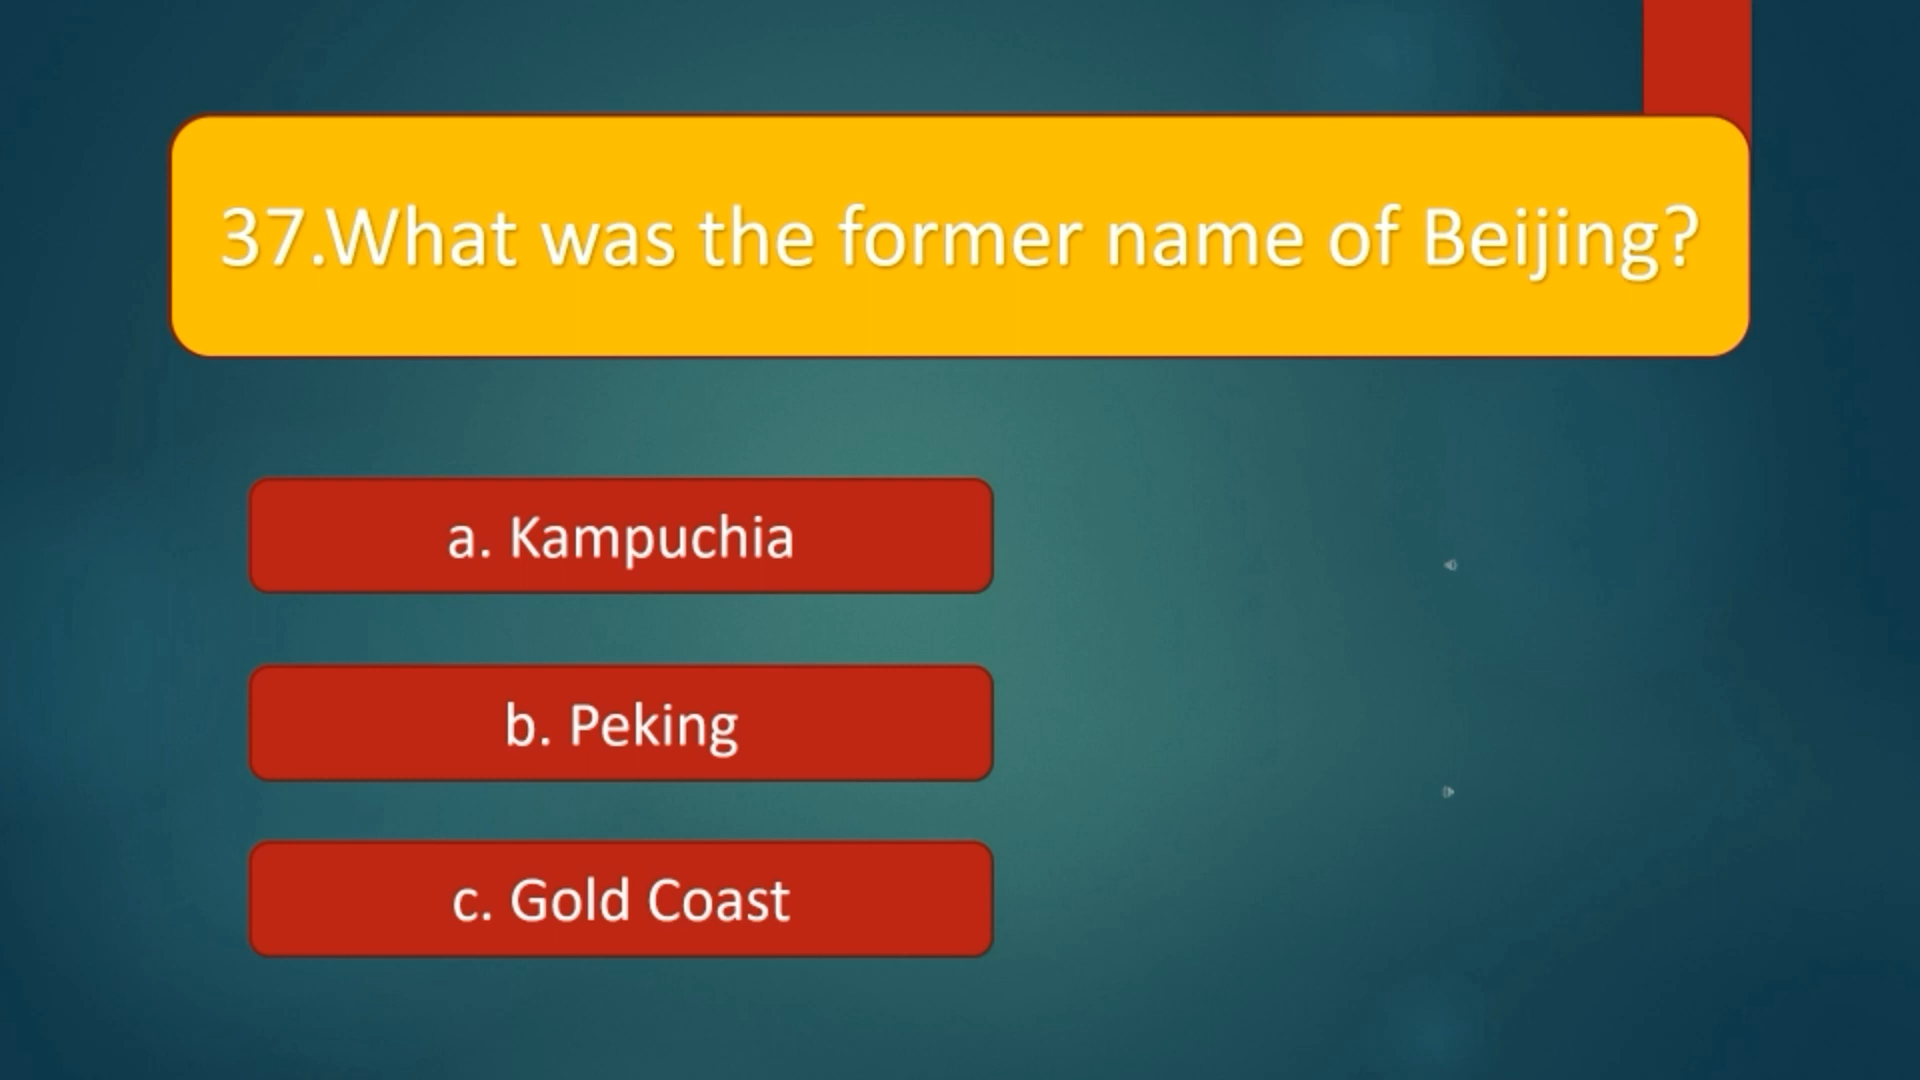 37.What was the former name of Beijing?
a. Kampuchia
b. Peking
c. Gold Coast